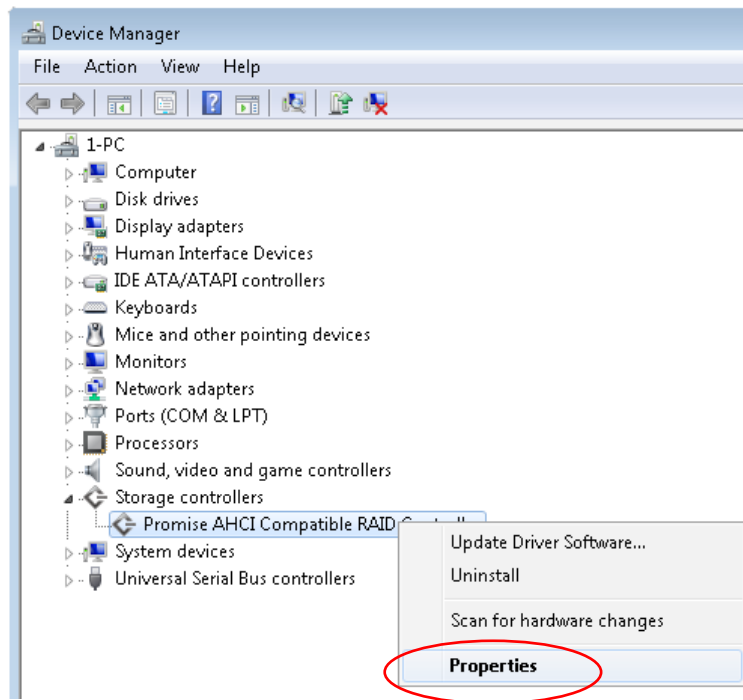 Device Manager
File Action View Help
1-PC
Computer
Disk drives
Display adapters
Human Interface Devices
IDE ATA/ATAPI controllers
Keyboards
Mice and other pointing devices
Monitors
Network adapters
Ports (COM & LPT)
Processors
Sound, video and game controllers
Storage controllers
Promise AHCI Compatible RAID
Update Driver Software...
System devices
Uninstall
Universal Serial Bus controllers
Scan for hardware changes
Properties